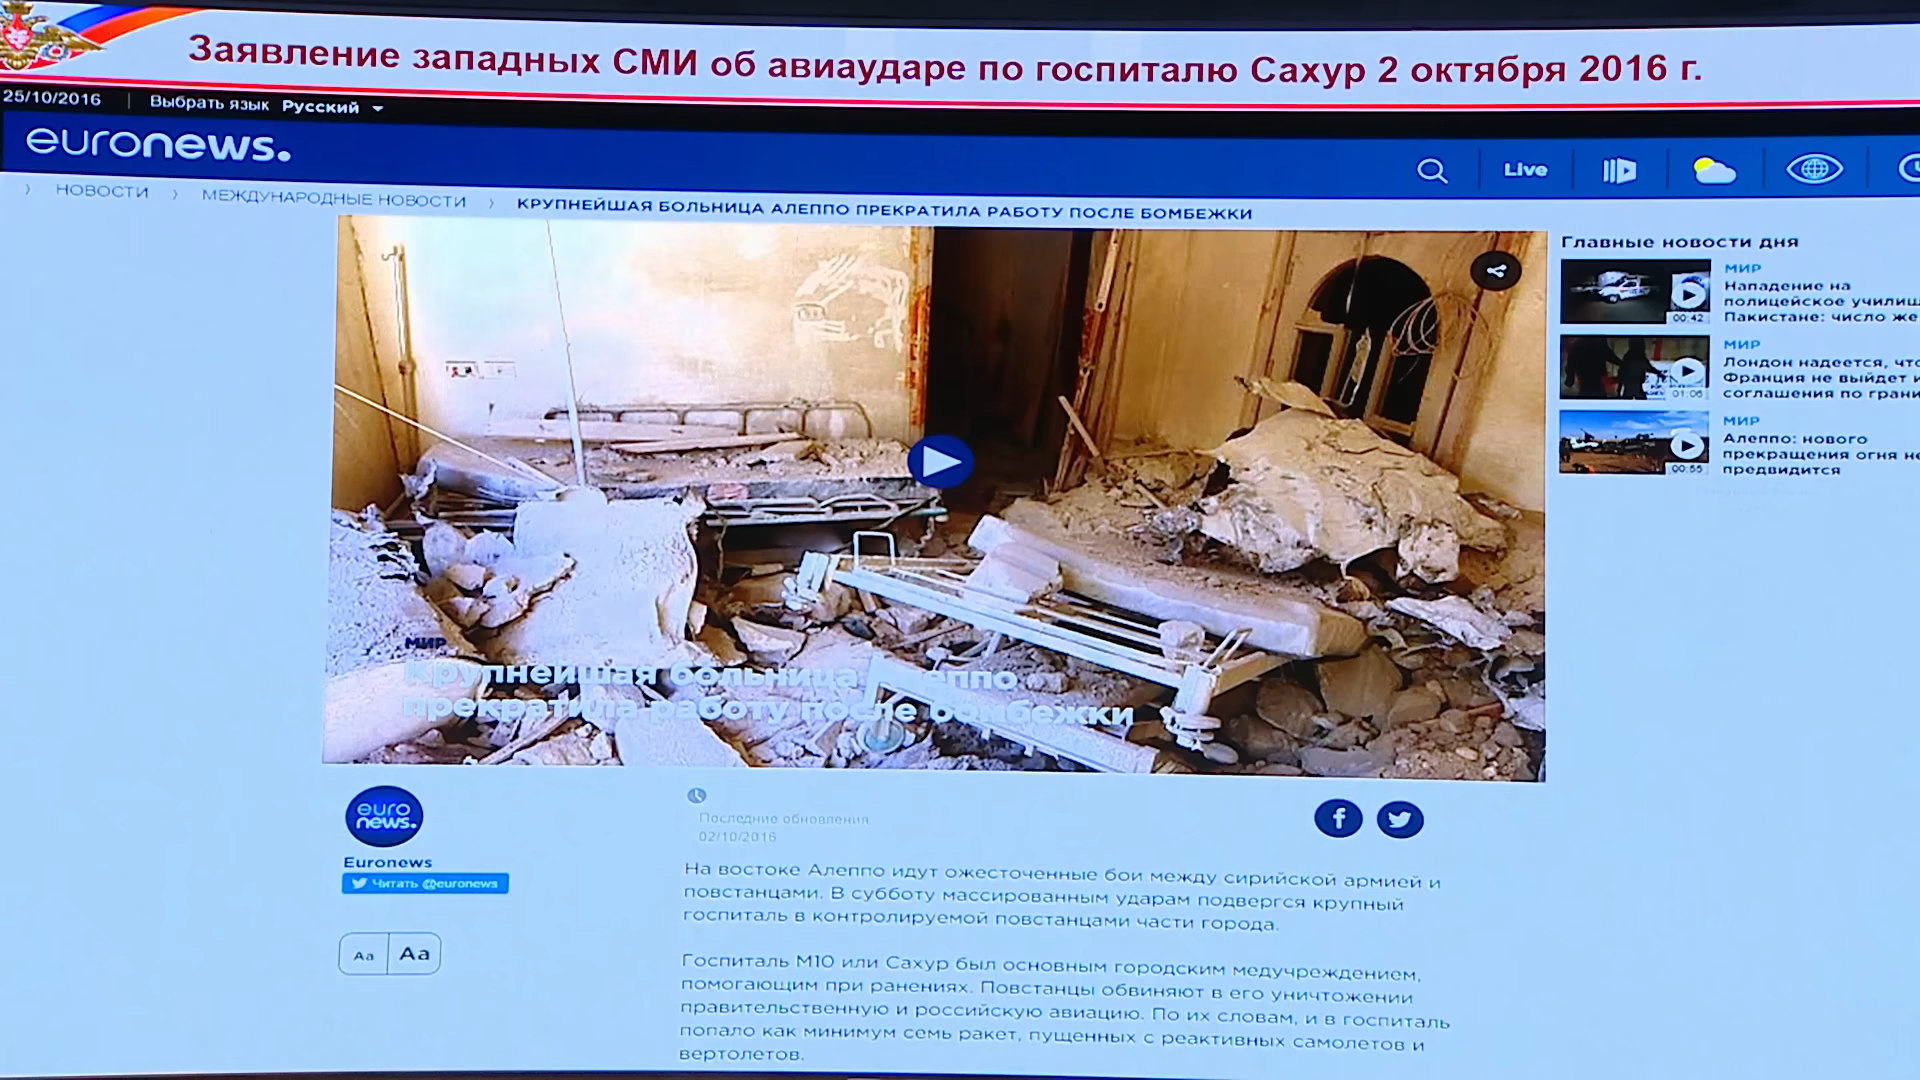 Заявление западных СМИ об авиаударе по госпиталю Сахур 2 октября 2016 г.
25/10/2016 | Выбрать язык Русский
euronews.
Live
НОВОСТИ МЕЖДУНАРОДНЫЕ НОВОСТИ КРУПНЕЙШАЯ БОЛЬНИЦА АЛЕППО ПРЕКРАТИЛА РАБОТУ ПОСЛЕ БОМБЕЖКИ
МИР
Крупнейшая больница Алеппо
прекратила работу после бомбежки
Главные новости дня
МИР
Нападение на
полицейское училищ
Пакистане: число же
00:42
МИР
Лондон надеется, что
Франция не выйдет и
соглашения по грани
01:06
МИР
Алеппо: нового
прекращения огня не
предвидится
00:55
euro
news.
Euronews
Читать @euronews
Aa Aa
Последние обновления
02/10/2016
На востоке Алеппо идут ожесточенные бои между сирийской армией и
повстанцами. В субботу массированным ударам подвергся крупный
госпиталь в контролируемой повстанцами части города.
Госпиталь М10 или Сахур был основным городским медучреждением,
помогающим при ранениях. Повстанцы обвиняют в его уничтожении
правительственную и российскую авиацию. По их словам, и в госпиталь
попало как минимум семь ракет, пущенных с реактивных самолетов и
вертолетов.